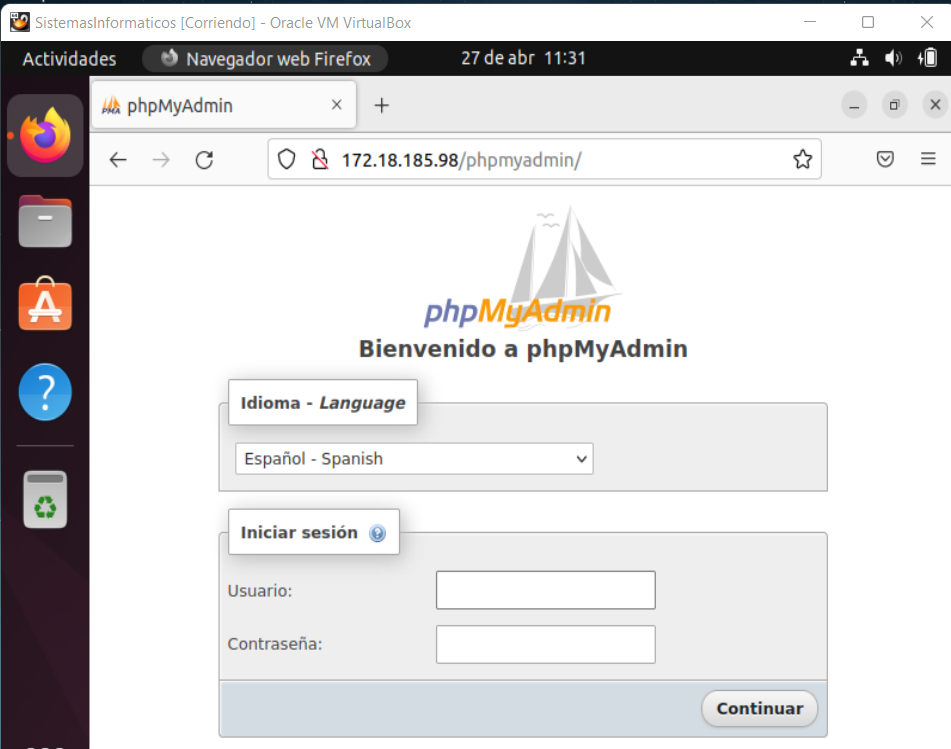 SistemasInformaticos [Corriendo] - Oracle VM VirtualBox
Actividades Navegador web Firefox 27 de abr 11:31
PMA phpMyAdmin
172.18.185.98/phpmyadmin/
phpMyAdmin
Bienvenido a phpMyAdmin
Idioma - Language
Español - Spanish
Iniciar sesión
Usuario:
Contraseña:
Continuar